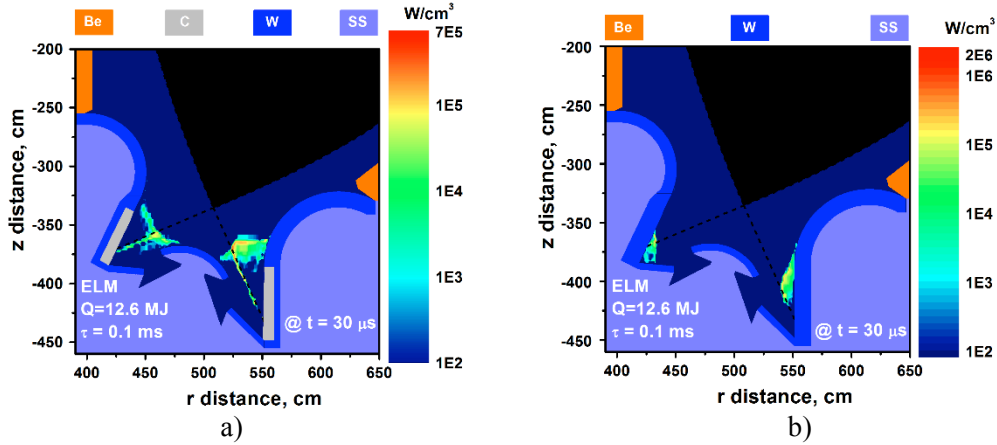 Be C W SS W/cm³
7E5
1E5
1E4
1E3
1E2
-200
-250
-300
-350
-400
-450
z distance, cm
ELM
Q=12.6 MJ
τ = 0.1 ms
@ t = 30 μs
400 450 500 550 600 650
r distance, cm
a)
Be W SS W/cm³
2E6
1E6
1E5
1E4
1E3
1E2
-200
-250
-300
-350
-400
-450
z distance, cm
ELM
Q=12.6 MJ
τ = 0.1 ms
@ t = 30 μs
400 450 500 550 600 650
r distance, cm
b)